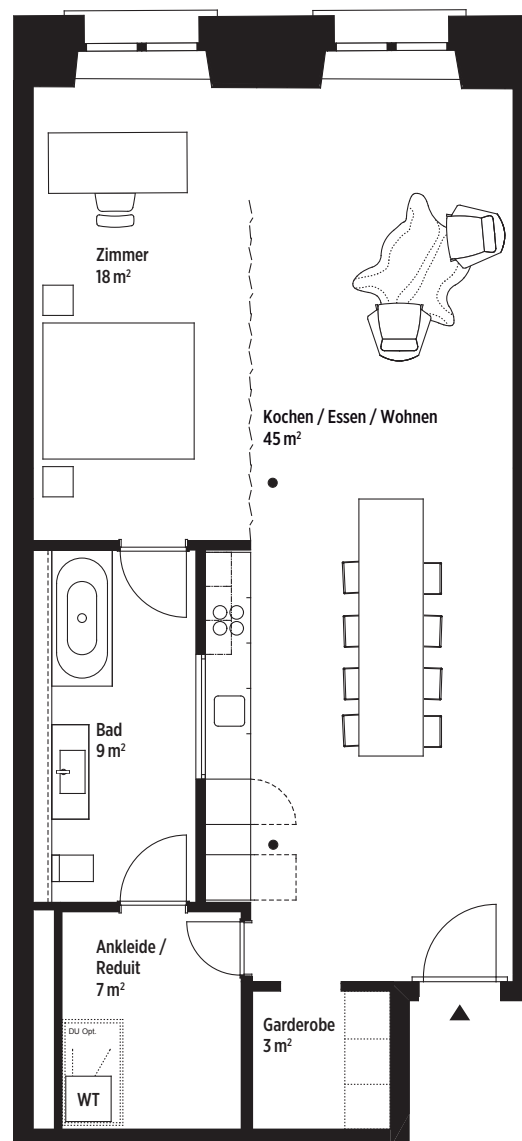 Zimmer
18 m²
Kochen / Essen / Wohnen
45 m²
Bad
9 m²
Ankleide /
Reduit
7 m²
Garderobe
3 m²
DU Opt.
WT